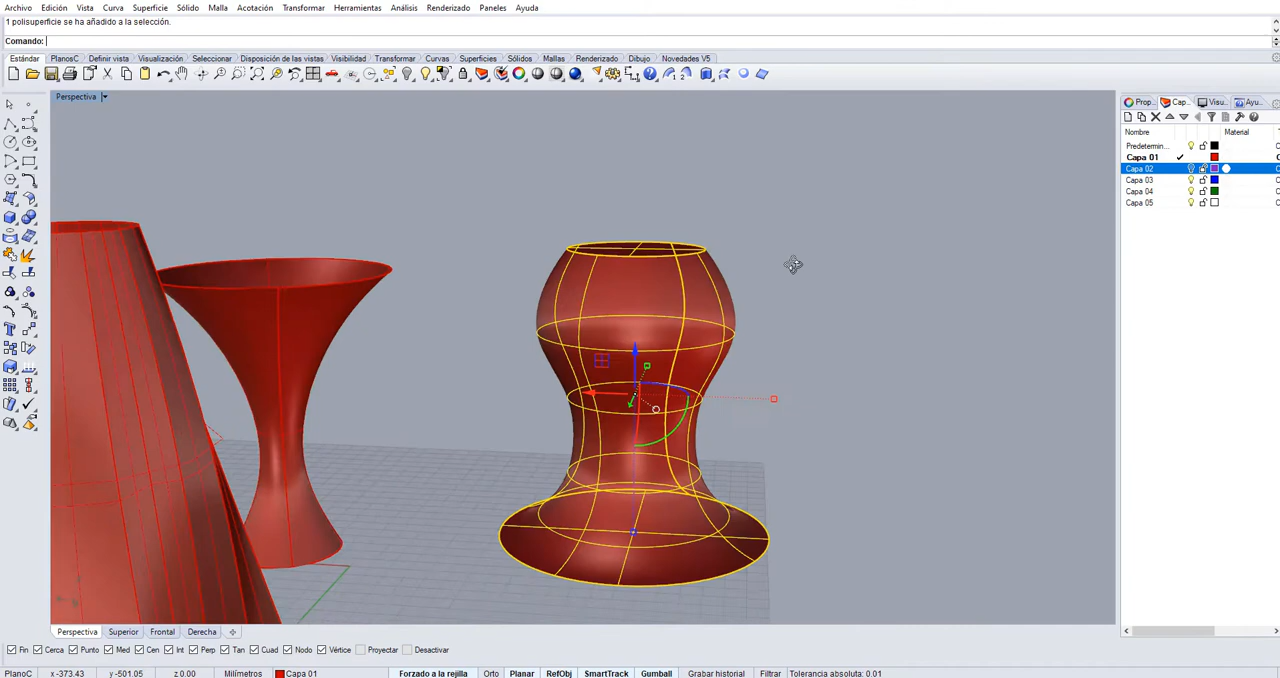 Archivo Edición Vista Curva Superficie Sólido Malla Acotación Transformar Herramientas Análisis Renderizado Paneles Ayuda
1 polisuperficie se ha añadido a la selección.
Comando:
Estándar PlanosC Definir vista Visualización Seleccionar Disposición de las vistas Visibilidad Transformar Curvas Superficies Sólidos Mallas Renderizado Dibujo Novedades V5
Perspectiva
Prop... Cap... Visu... Ayu...
Nombre Material
Predetermin...
Capa 01 C
Capa 02 C
Capa 03 C
Capa 04 C
Capa 05 C
Perspectiva Superior Frontal Derecha
Fin Cerca Punto Med Cen Int Perp Tan Cuad Nodo Vértice Proyectar Desactivar
PlanoC x -373.43 y -501.05 z 0.00 Milímetros Capa 01 Forzado a la rejilla Orto Planar RefObj SmartTrack Gumball Grabar historial Filtrar Tolerancia absoluta: 0.01